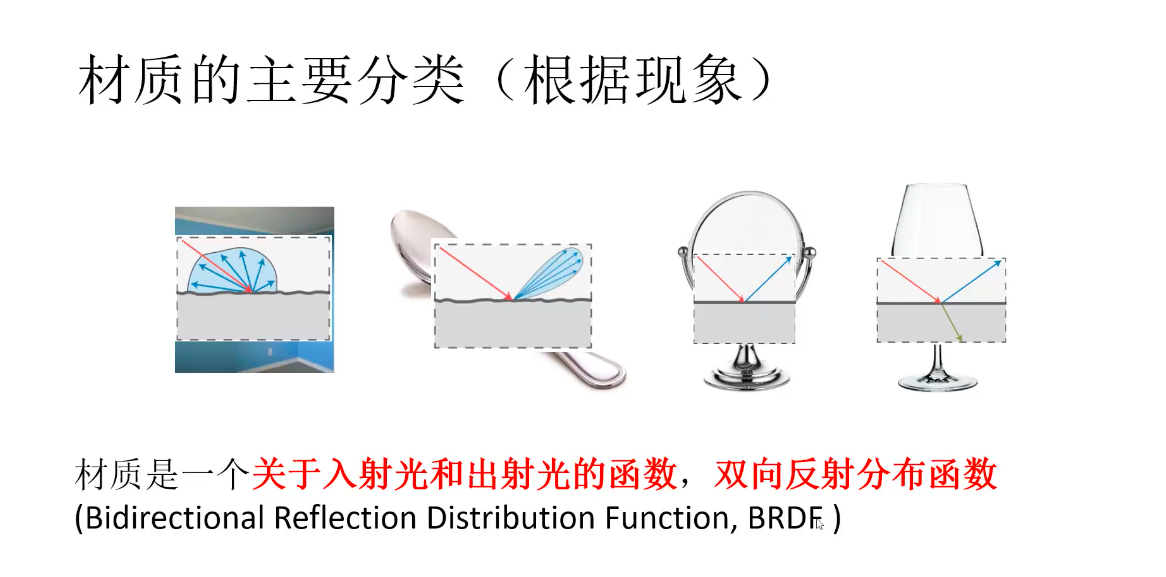 材质的主要分类（根据现象）
材质是一个关于入射光和出射光的函数，双向反射分布函数
(Bidirectional Reflection Distribution Function, BRDF )